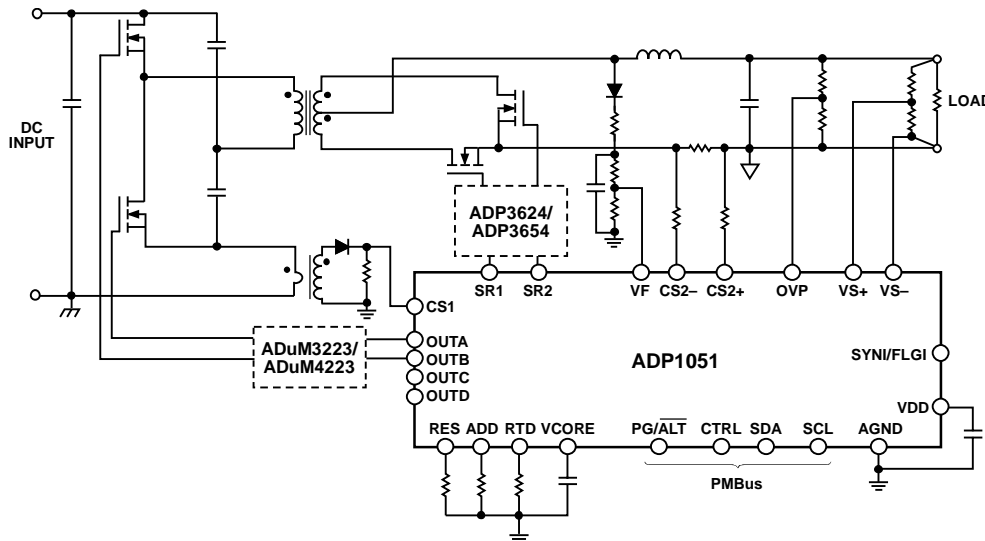 DC
INPUT
LOAD
ADP3624/
ADP3654
SR1 SR2 VF CS2– CS2+ OVP VS+ VS–
CS1
ADuM3223/
ADuM4223
OUTA
OUTB
OUTC
OUTD
ADP1051
SYNI/FLGI
VDD
RES ADD RTD VCORE PG/ALT CTRL SDA SCL AGND
PMBus